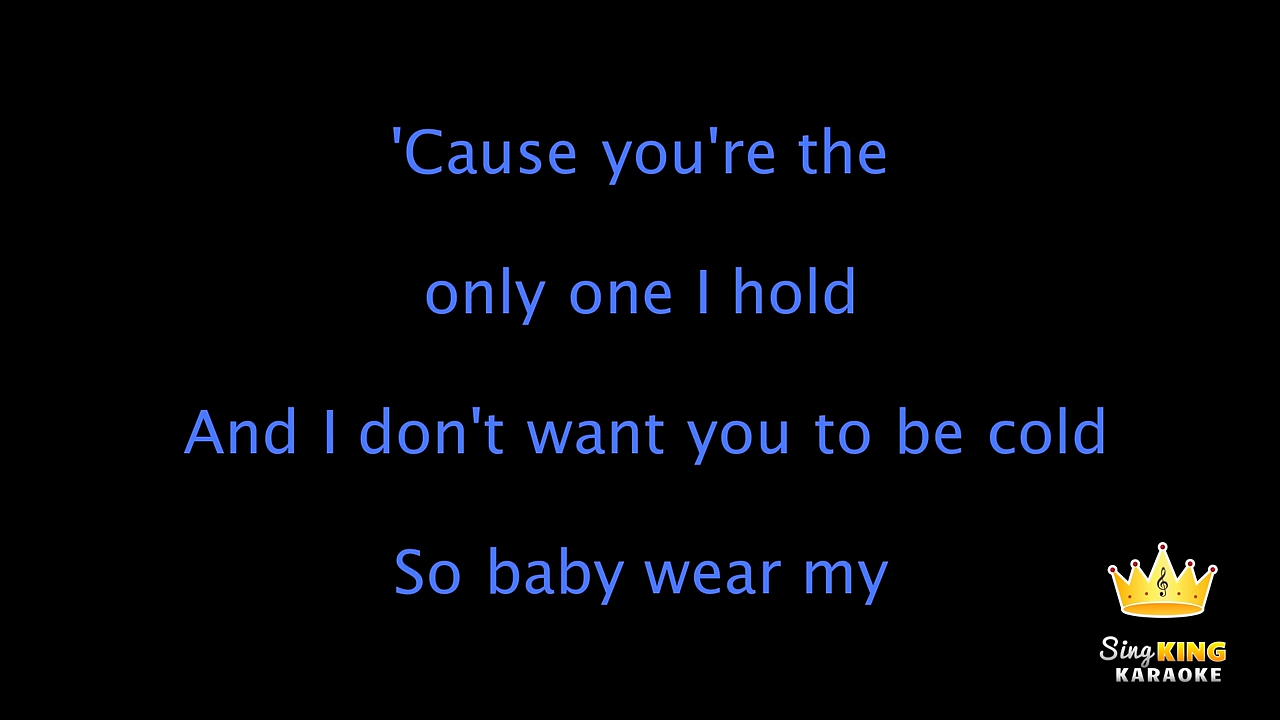 'Cause you're the
only one I hold
And I don't want you to be cold
So baby wear my
Sing KING
KARAOKE